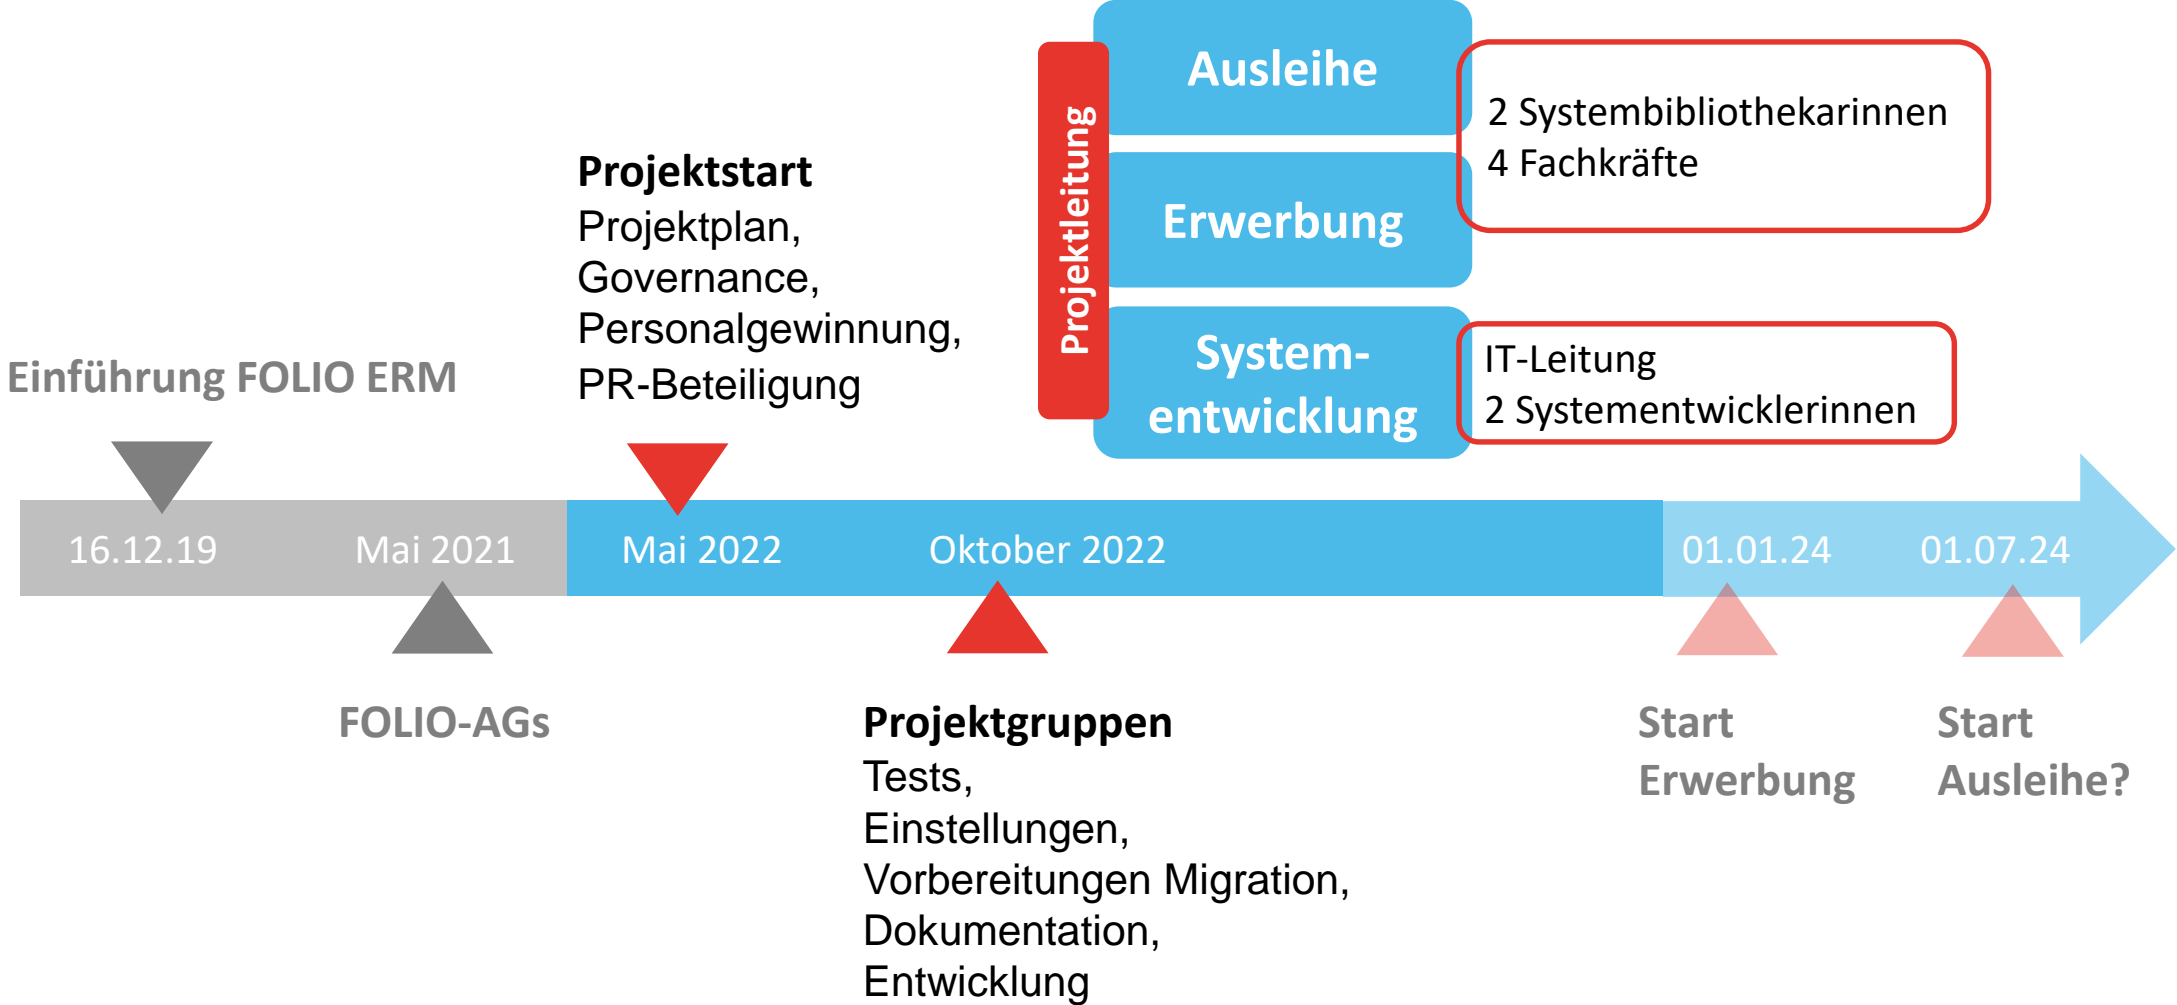 Ausleihe
Erwerbung
System-
entwicklung
Projektleitung
2 Systembibliothekarinnen
4 Fachkräfte
IT-Leitung
2 Systementwicklerinnen
Projektstart
Projektplan,
Governance,
Personalgewinnung,
PR-Beteiligung
Einführung FOLIO ERM
16.12.19
Mai 2021
Mai 2022
Oktober 2022
01.01.24
01.07.24
FOLIO-AGs
Projektgruppen
Tests,
Einstellungen,
Vorbereitungen Migration,
Dokumentation,
Entwicklung
Start
Erwerbung
Start
Ausleihe?